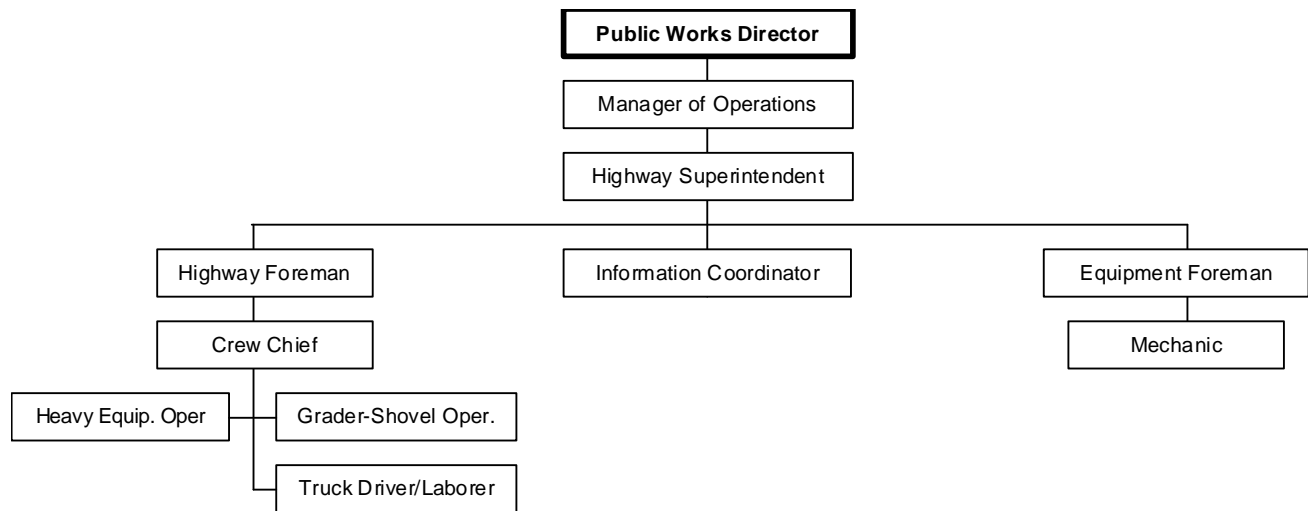 Public Works Director
Manager of Operations
Highway Superintendent
Highway Foreman
Information Coordinator
Equipment Foreman
Crew Chief
Mechanic
Heavy Equip. Oper
Grader-Shovel Oper.
Truck Driver/Laborer